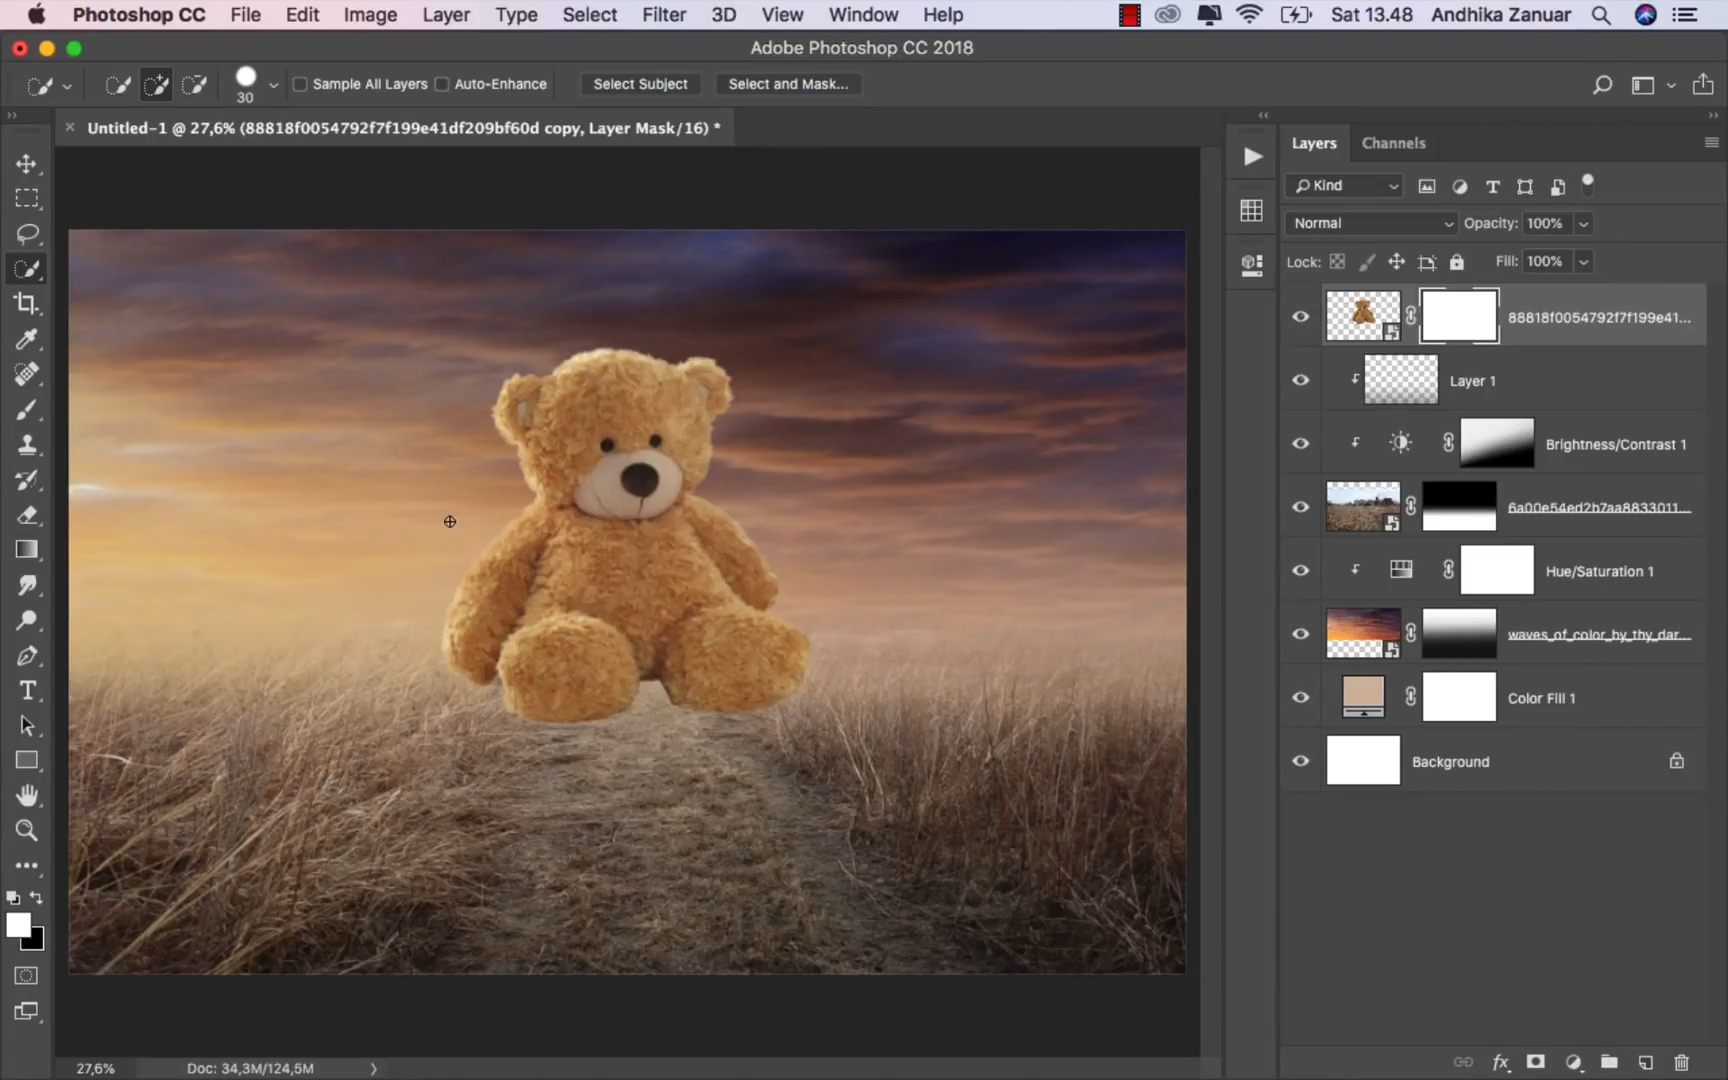 Photoshop CC File Edit Image Layer Type Select Filter 3D View Window Help Sat 13.48 Andhika Zanuar
Adobe Photoshop CC 2018
30 Sample All Layers Auto-Enhance Select Subject Select and Mask...
× Untitled-1 @ 27,6% (88818f0054792f7f199e41df209bf60d copy, Layer Mask/16) *
Layers Channels
Kind
Normal Opacity: 100%
Lock: Fill: 100%
88818f0054792f7f199e41...
Layer 1
Brightness/Contrast 1
6a00e54ed2b7aa8833011...
Hue/Saturation 1
waves_of_color_by_thy_dar...
Color Fill 1
Background
27,6% Doc: 34,3M/124,5M